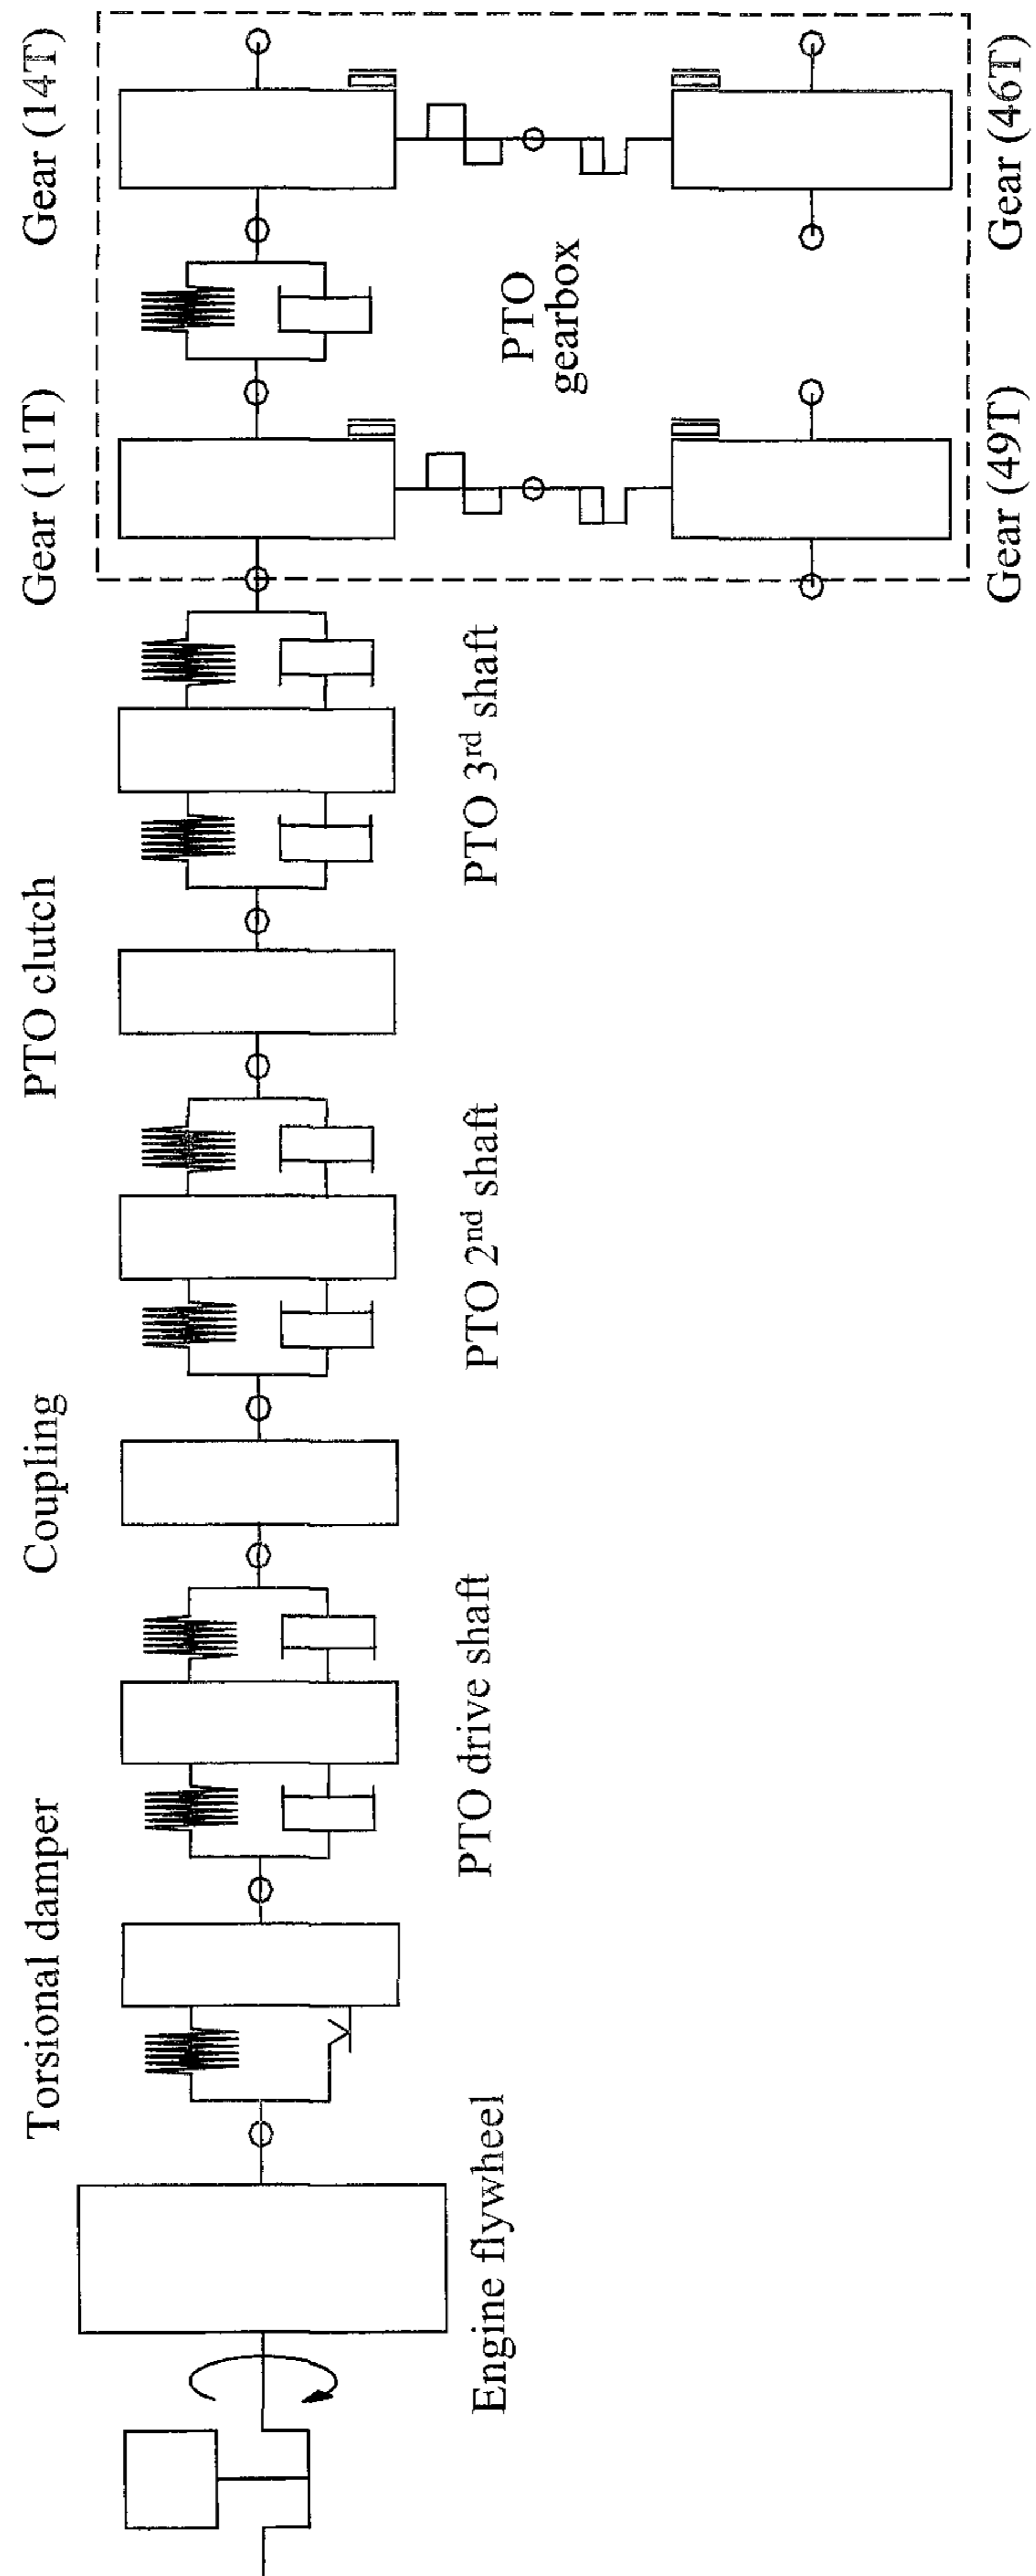 Engine flywheel
Torsional damper
PTO drive shaft
Coupling
PTO 2nd shaft
PTO clutch
PTO 3rd shaft
Gear (11T)
Gear (14T)
PTO
gearbox
Gear (49T)
Gear (46T)